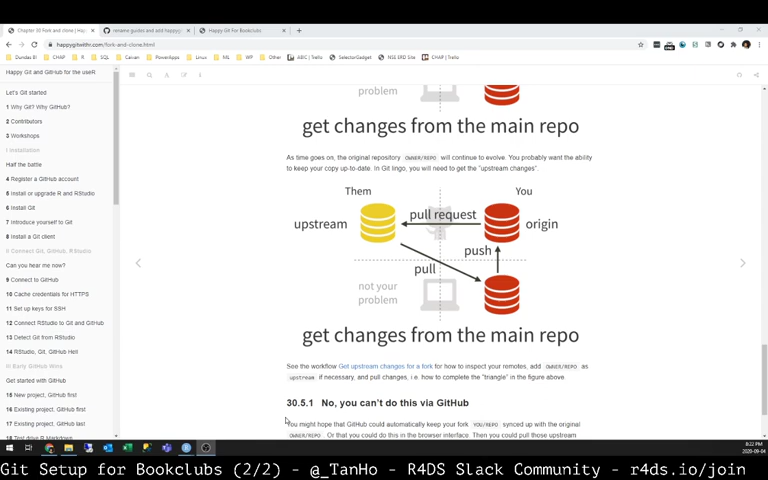 Chapter 30 Fork and clone
rename guides and add happyg
Happy Git For Bookclubs
happygitwithr.com/fork-and-clone.html
Dundas BI
CHAP
R
SQL
Canvan
PowerApps
Linux
ML
WP
Other
ABC | Trello
SelectorGadget
NSE ERD Site
CHAP | Trello
Happy Git and GitHub for the useR
Let's Git started
1 Why Git? Why GitHub?
2 Contributors
3 Workshops
I Installation
Half the battle
4 Register a GitHub account
5 Install or upgrade R and RStudio
6 Install Git
7 Introduce yourself to Git
8 Install a Git client
II Connect Git, GitHub, RStudio
Can you hear me now?
9 Connect to GitHub
10 Cache credentials for HTTPS
11 Set up keys for SSH
12 Connect RStudio to Git and GitHub
13 Detect Git from RStudio
14 RStudio, Git, GitHub Hell
III Early GitHub Wins
Get started with GitHub
15 New project, GitHub first
16 Existing project, GitHub first
17 Existing project, GitHub last
18 Test drive R Markdown
problem
get changes from the main repo
As time goes on, the original repository OWNER/REPO will continue to evolve. You probably want the ability
to keep your copy up-to-date. In Git lingo, you will need to get the "upstream changes".
Them
You
upstream
pull request
origin
push
pull
not your
problem
get changes from the main repo
See the workflow Get upstream changes for a fork for how to inspect your remotes, add OWNER/REPO as
upstream if necessary, and pull changes, i.e. how to complete the "triangle" in the figure above.
30.5.1 No, you can't do this via GitHub
You might hope that GitHub could automatically keep your fork YOU/REPO synced up with the original
OWNER/REPO. Or that you could do this in the browser interface. Then you could pull those upstream
8:22 PM
2020-09-04
Git Setup for Bookclubs (2/2) - @_TanHo - R4DS Slack Community - r4ds.io/join